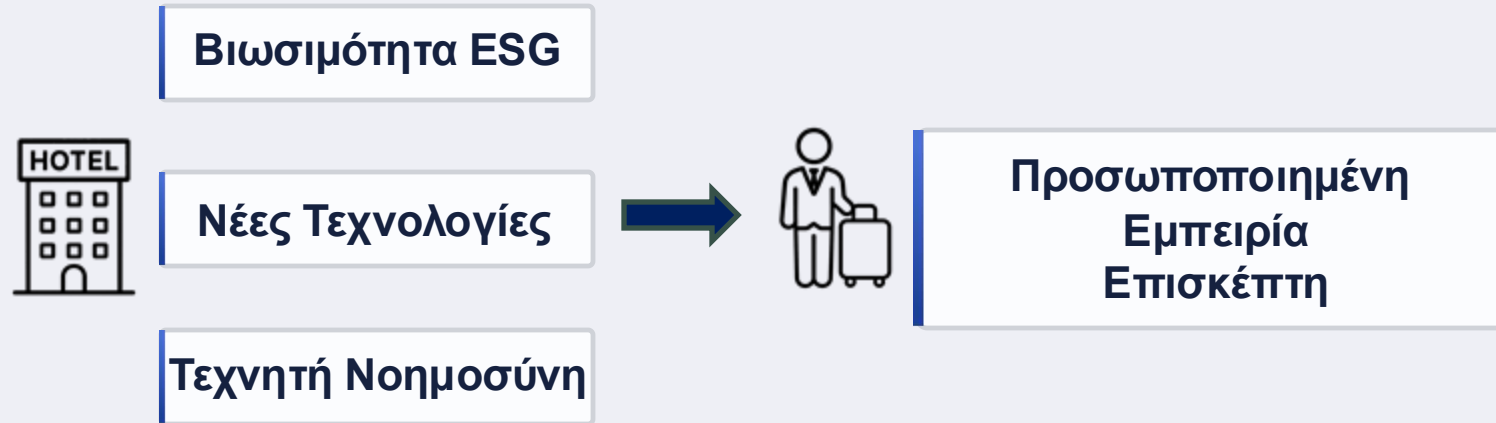 Βιωσιμότητα ESG
HOTEL
Νέες Τεχνολογίες
Τεχνητή Νοημοσύνη
Προσωποποιημένη
Εμπειρία
Επισκέπτη